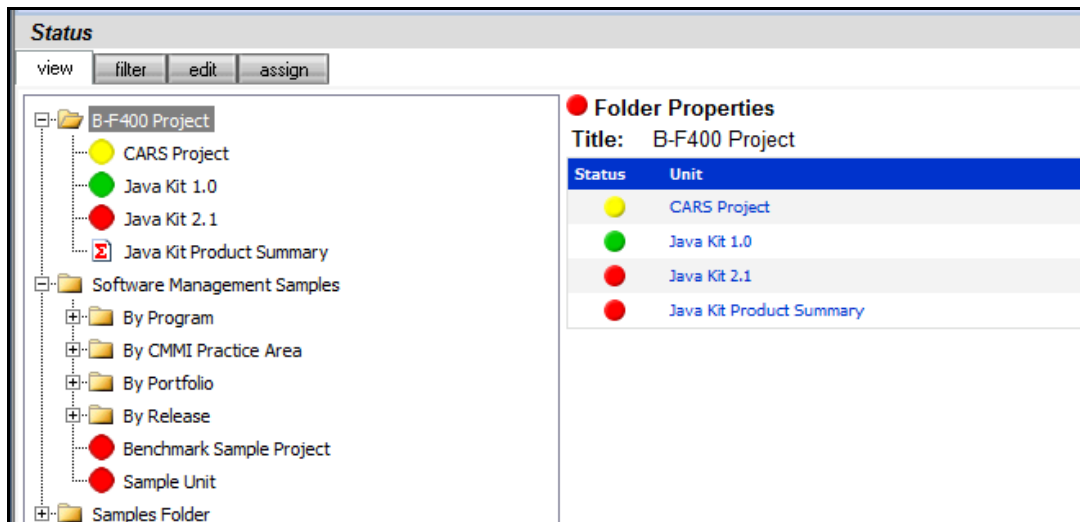 Status
view filter edit assign
B-F400 Project
CARS Project
Java Kit 1.0
Java Kit 2.1
Σ Java Kit Product Summary
Software Management Samples
By Program
By CMMI Practice Area
By Portfolio
By Release
Benchmark Sample Project
Sample Unit
Samples Folder
Folder Properties
Title: B-F400 Project
Status Unit
CARS Project
Java Kit 1.0
Java Kit 2.1
Java Kit Product Summary